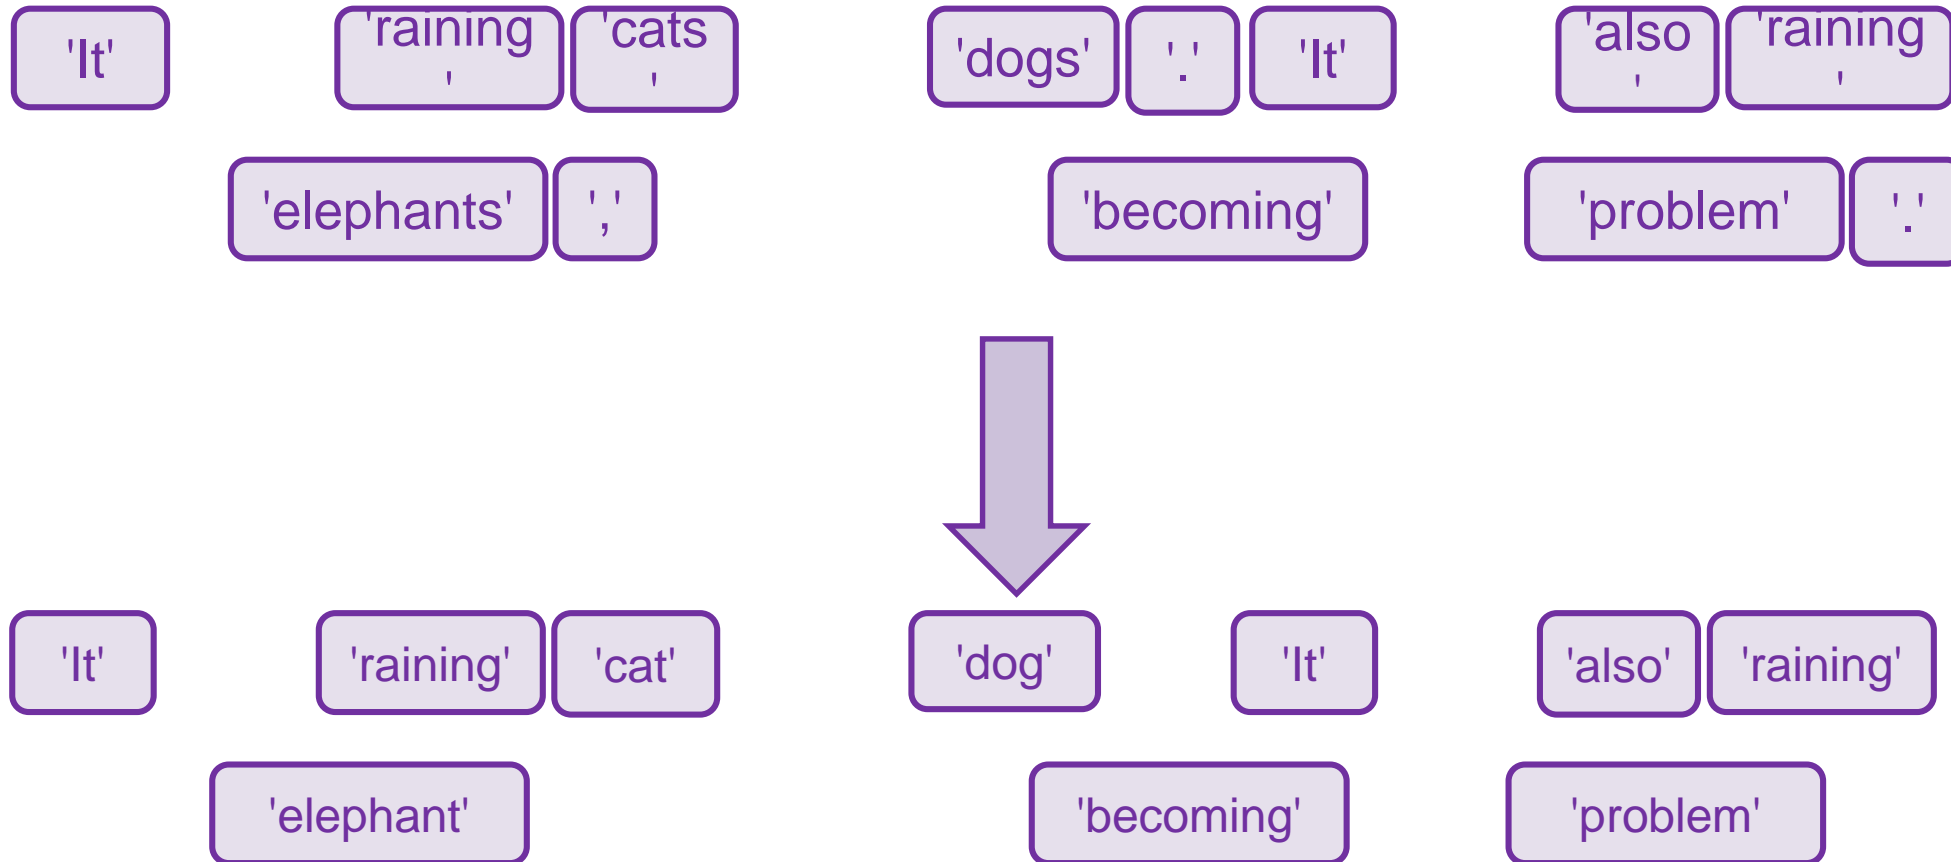 'It' 'raining' 'cats' 'dogs' '.' 'It' 'also' 'raining'
'elephants' ',' 'becoming' 'problem' '.'
'It' 'raining' 'cat' 'dog' 'It' 'also' 'raining'
'elephant' 'becoming' 'problem'